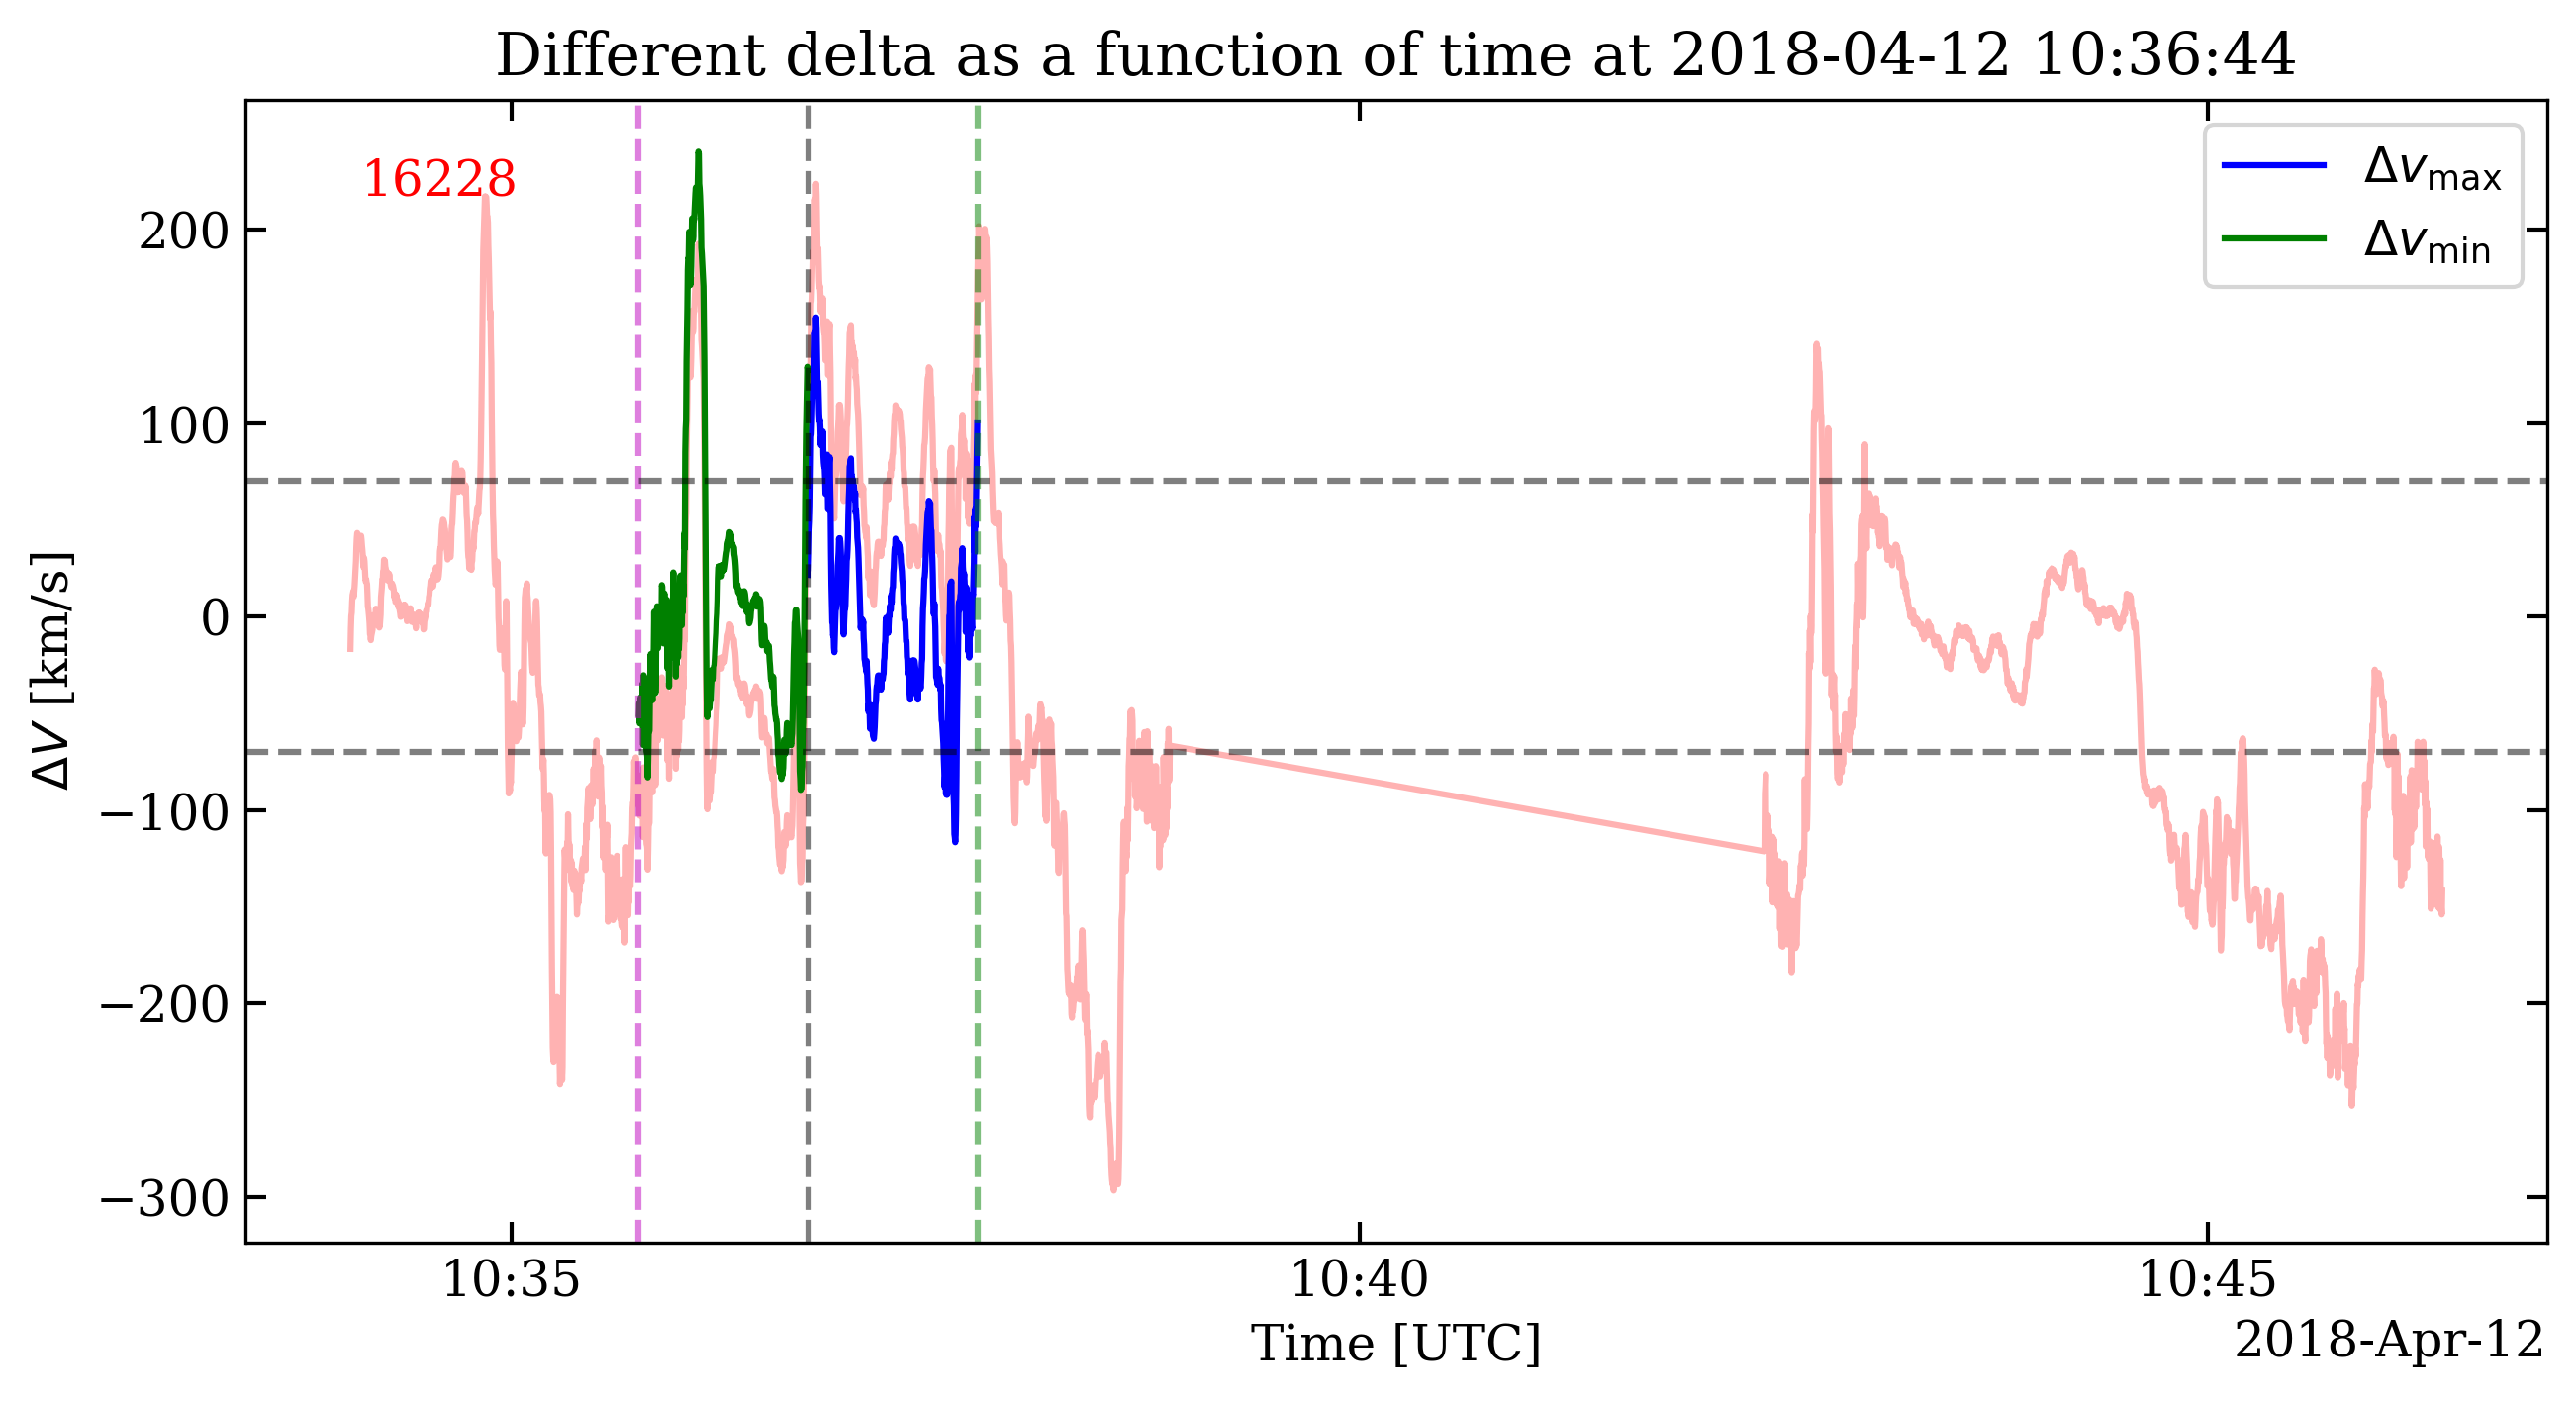 Different delta as a function of time at 2018-04-12 10:36:44
16228
Δv_max
Δv_min
200
100
0
−100
−200
−300
ΔV [km/s]
10:35 10:40 10:45
Time [UTC]
2018-Apr-12